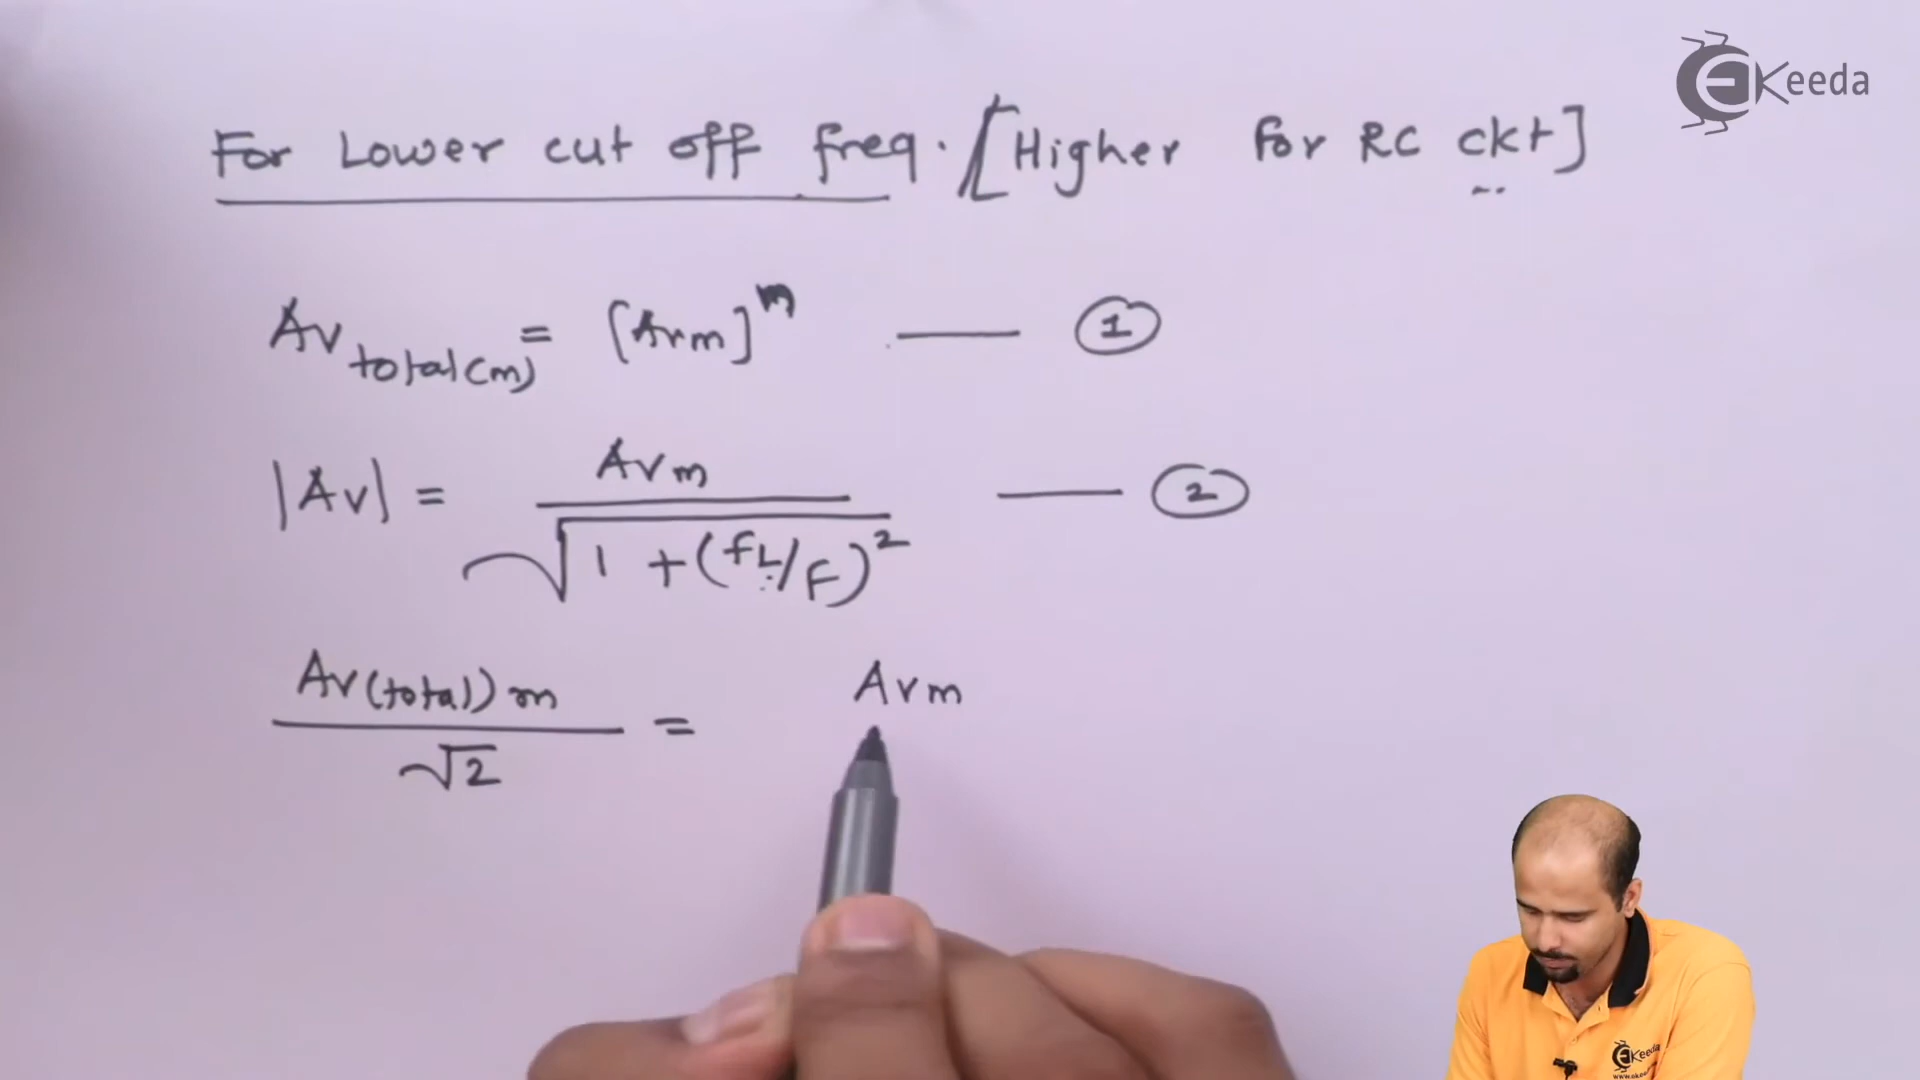 EKeeda
For Lower cut off freq. [Higher for RC ckt]
Av total(m) = [Avm]^m —— ①
|Av| = Avm / √(1 + (fL/F)²) —— ②
Av(total)m / √2 = Avm
EKeeda